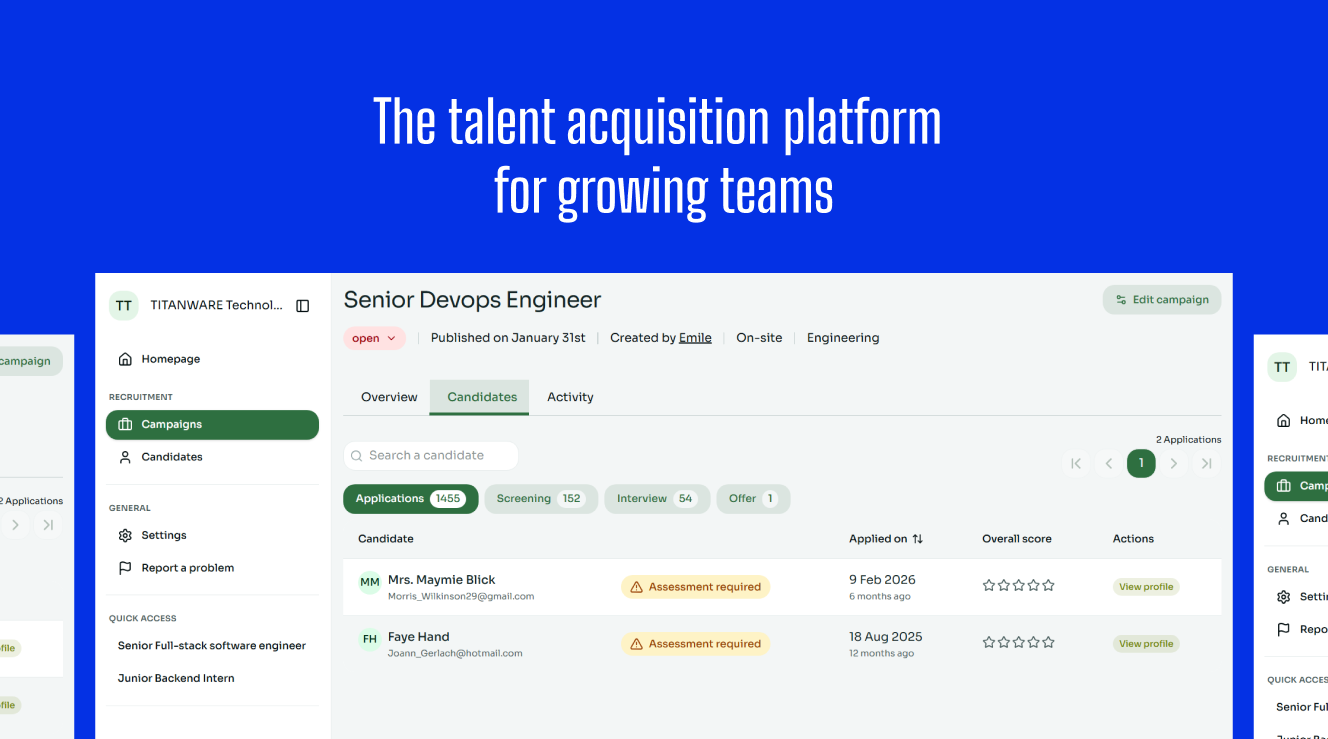 The talent acquisition platform
for growing teams
campaign
2 Applications
TT TITANWARE Technol...
Homepage
RECRUITMENT
Campaigns
Candidates
GENERAL
Settings
Report a problem
QUICK ACCESS
Senior Full-stack software engineer
Junior Backend Intern
Senior Devops Engineer
Edit campaign
open Published on January 31st Created by Emile On-site Engineering
Overview Candidates Activity
2 Applications
Search a candidate
1
Applications 1455 Screening 152 Interview 54 Offer 1
Candidate Applied on Overall score Actions
MM Mrs. Maymie Blick Assessment required 9 Feb 2026 View profile
Morris_Wilkinson29@gmail.com 6 months ago
FH Faye Hand Assessment required 18 Aug 2025 View profile
Joann_Gerlach@hotmail.com 12 months ago
TT
GENERAL